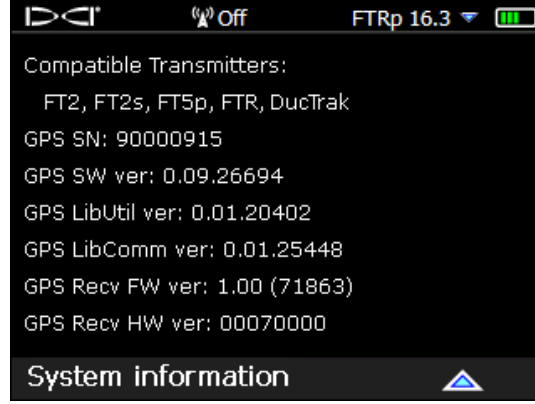 DCI Off FTRp 16.3
Compatible Transmitters:
FT2, FT2s, FT5p, FTR, DucTrak
GPS SN: 90000915
GPS SW ver: 0.09.26694
GPS LibUtil ver: 0.01.20402
GPS LibComm ver: 0.01.25448
GPS Recv FW ver: 1.00 (71863)
GPS Recv HW ver: 00070000
System information